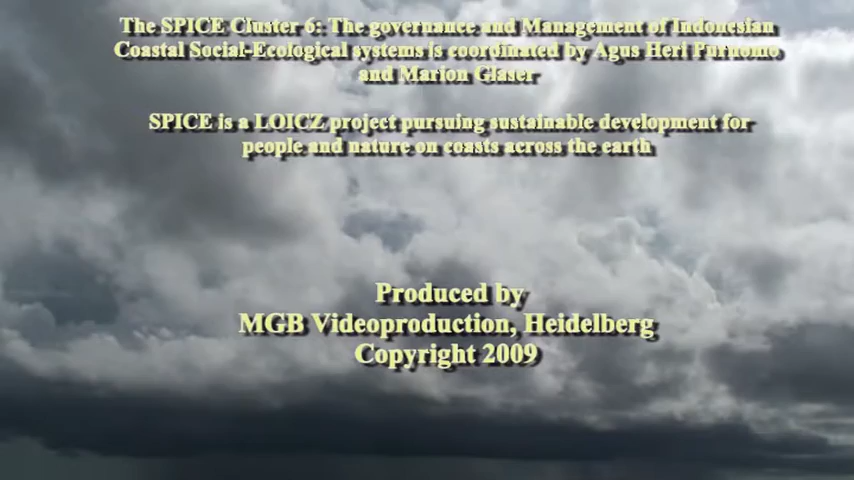 The SPICE Cluster 6: The governance and Management of Indonesian
Coastal Social-Ecological systems is coordinated by Agus Heri Purnomo
and Marion Glaser
SPICE is a LOICZ project pursuing sustainable development for
people and nature on coasts across the earth
Produced by
MGB Videoproduction, Heidelberg
Copyright 2009